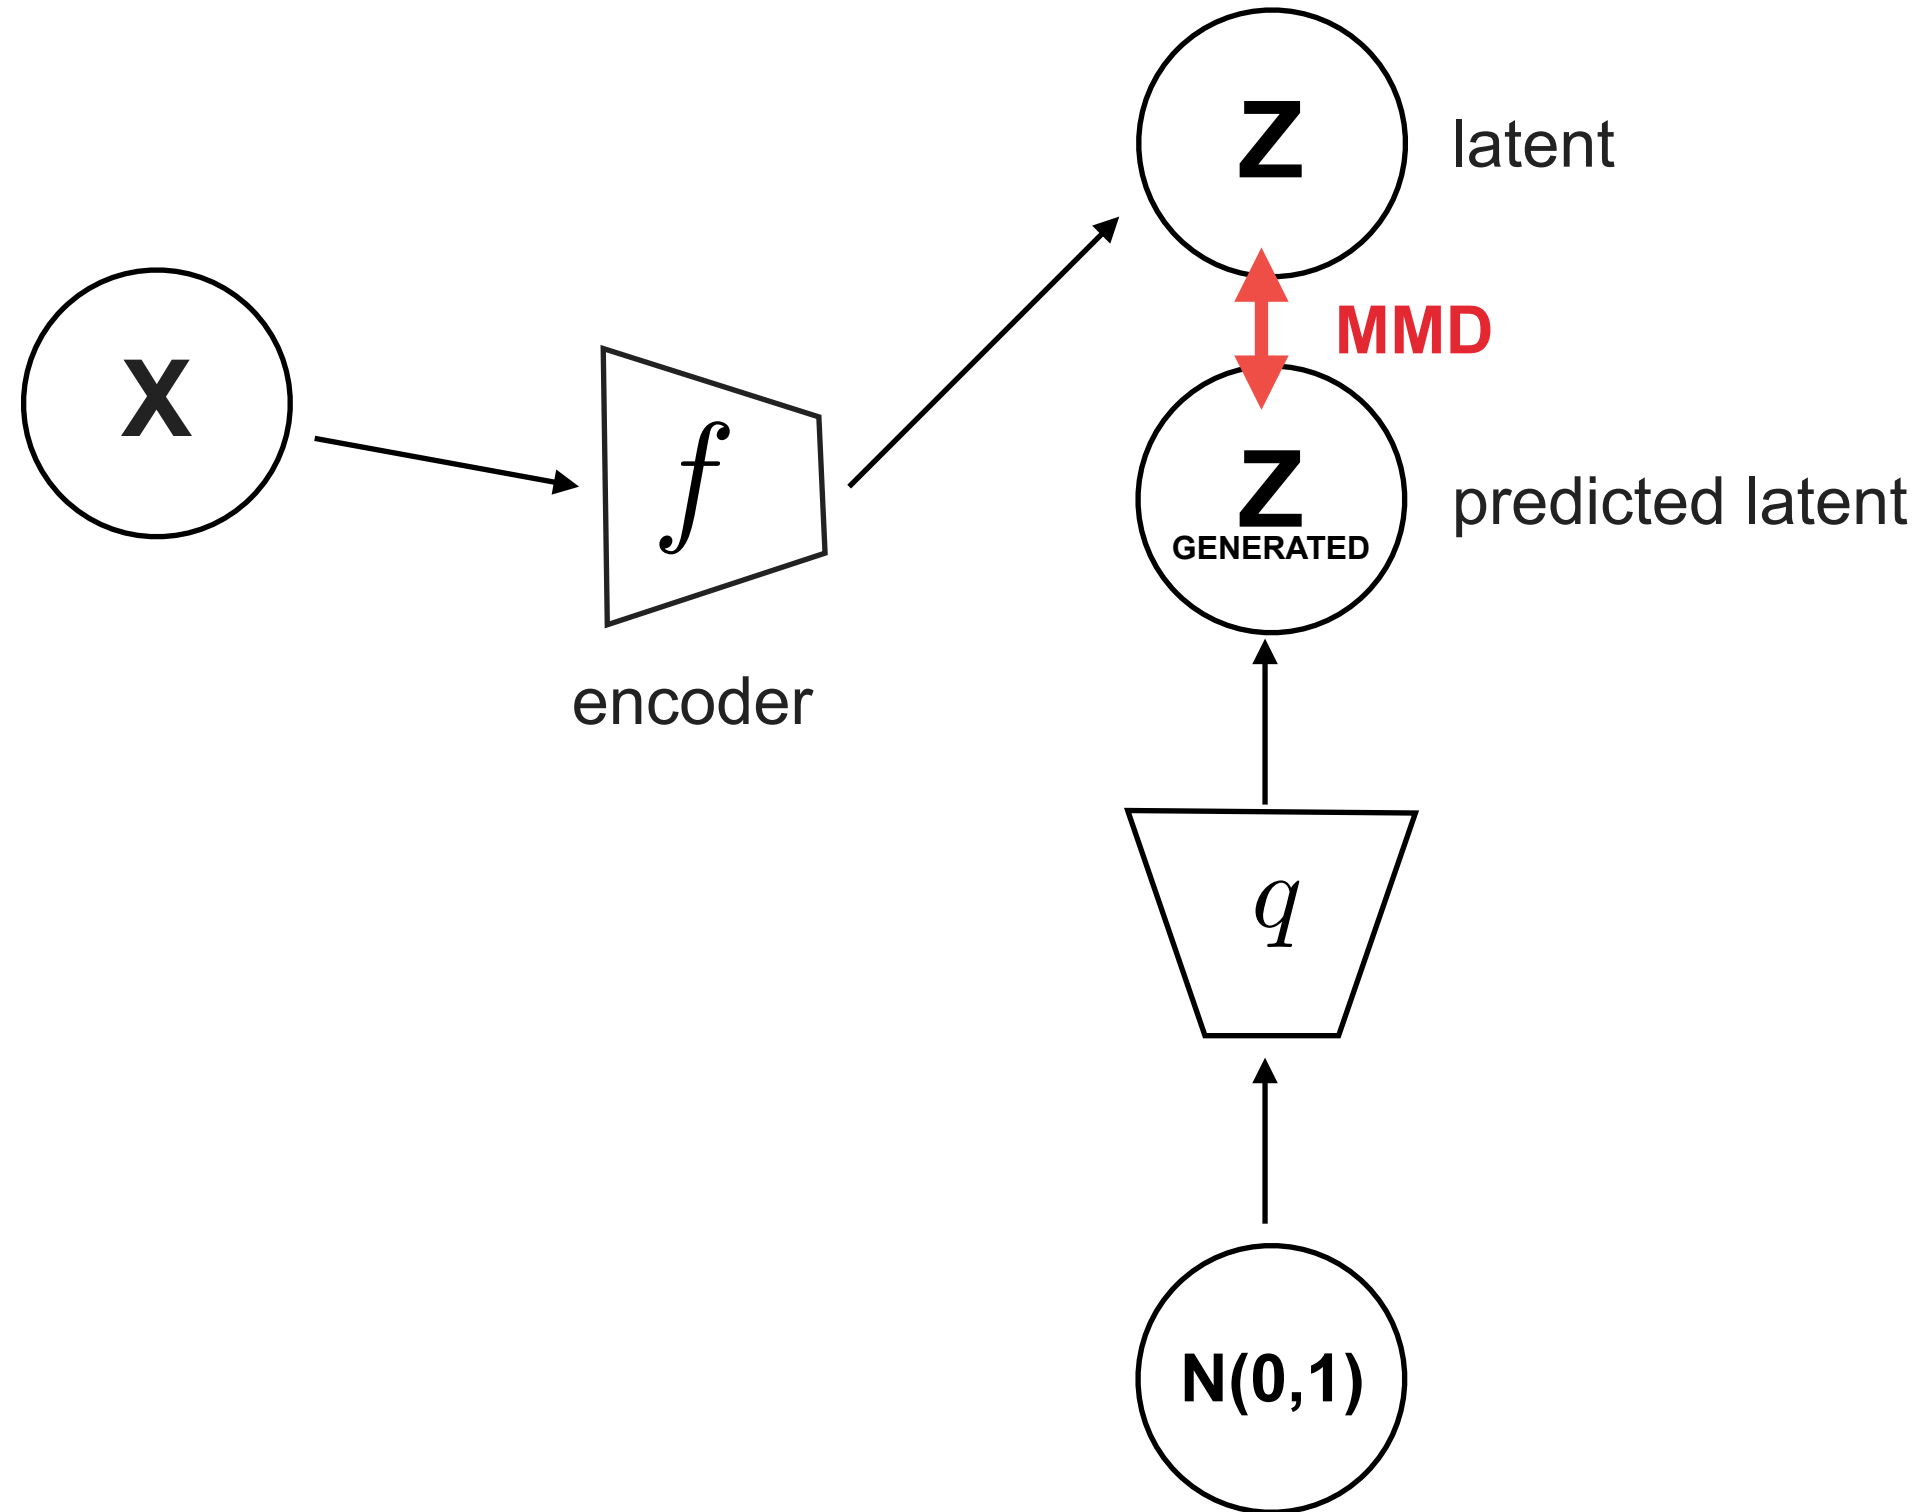 Z
latent
X
MMD
f
Z
GENERATED
predicted latent
encoder
q
N(0,1)